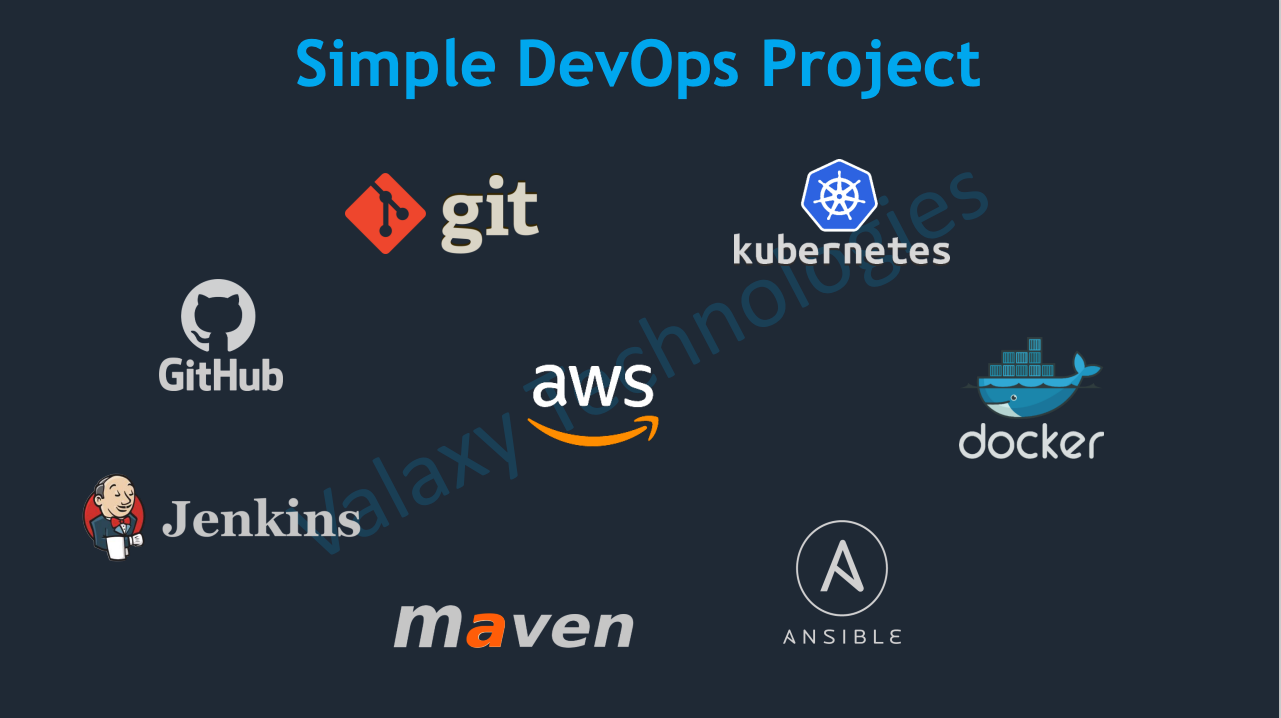 Simple DevOps Project
git
kubernetes
GitHub
aws
docker
Jenkins
maven
ANSIBLE
Valaxy Technologies